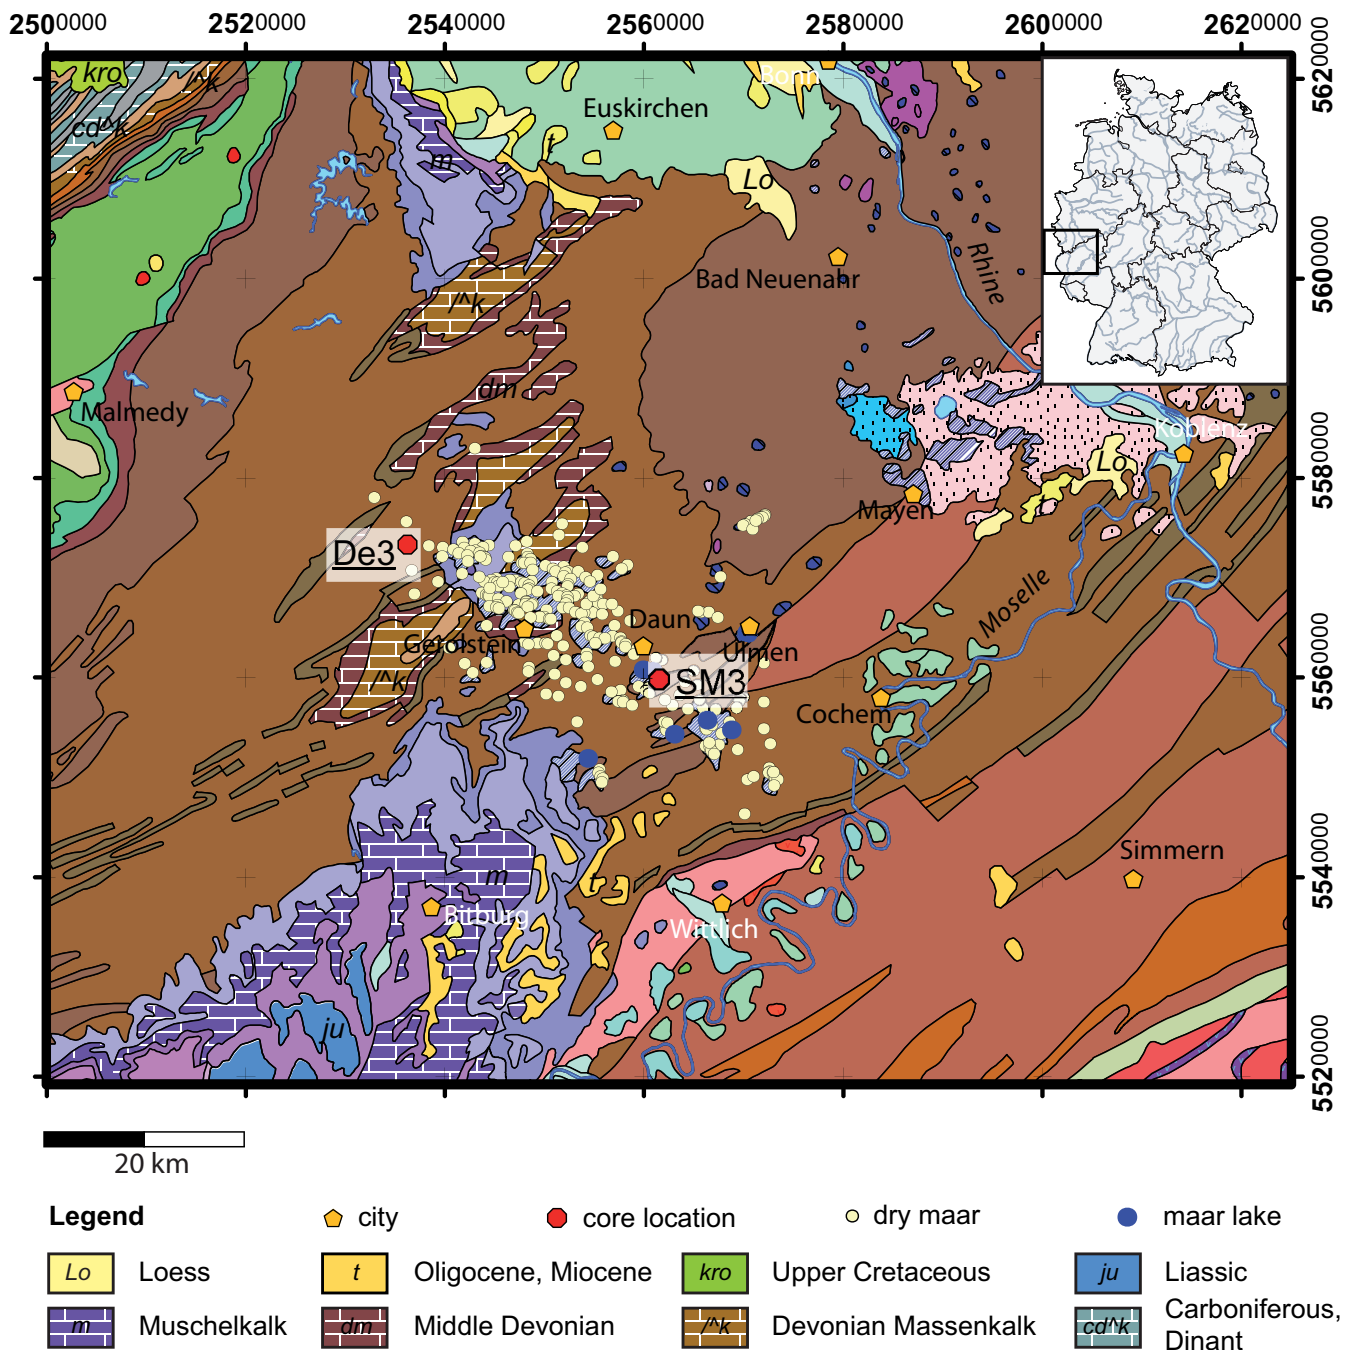 2500000 2520000 2540000 2560000 2580000 2600000 2620000
5620000
5600000
5580000
5560000
5540000
5520000
kro
/^k
cd^k
m
t
Euskirchen
Bonn
Lo
Rhine
Bad Neuenahr
/^k
dm
Malmedy
Koblenz
Lo
t
Mayen
De3
Moselle
Daun
Gerolstein
Ulmen
SM3
/^k
Cochem
Simmern
m
t
Bitburg
Wittlich
ju
20 km
Legend
city
core location
dry maar
maar lake
Lo Loess
t Oligocene, Miocene
kro Upper Cretaceous
ju Liassic
m Muschelkalk
dm Middle Devonian
/^k Devonian Massenkalk
cd^k Carboniferous,
Dinant